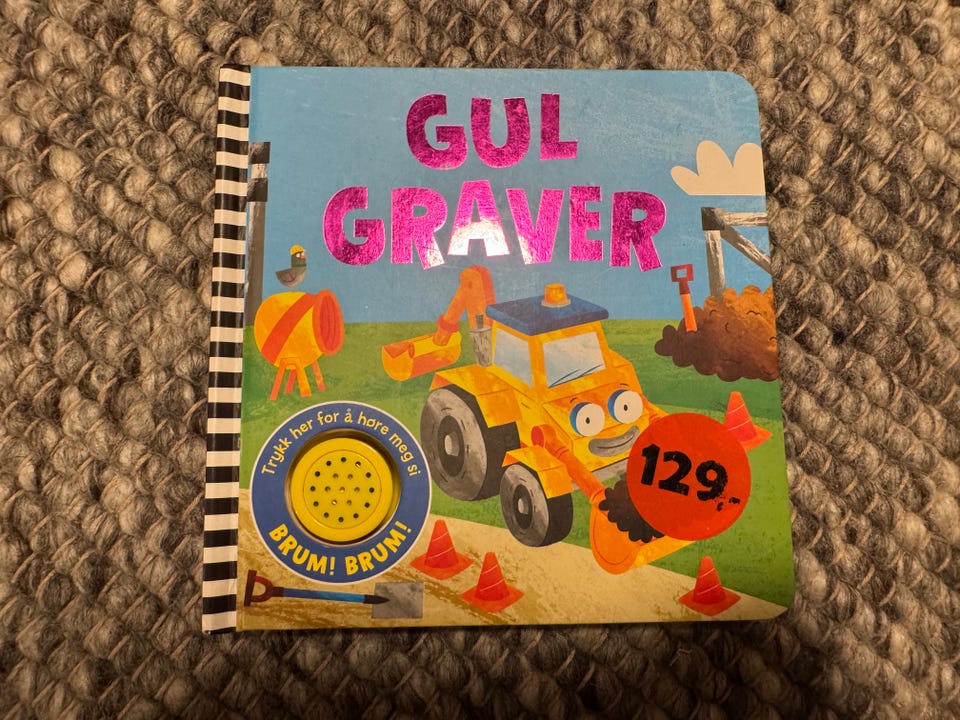 GUL
GRAVER
Trykk her for å høre meg si
BRUM! BRUM!
129,-